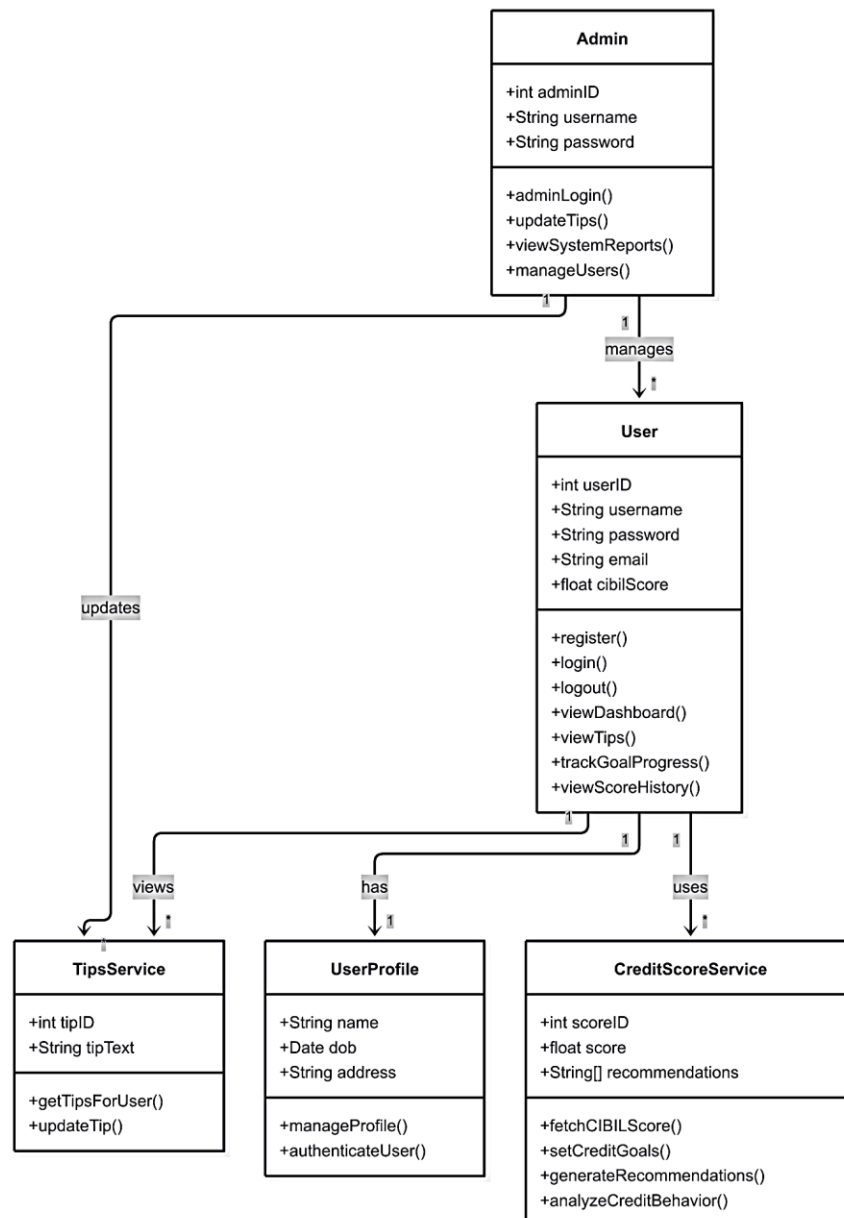 Admin
+int adminID
+String username
+String password
+adminLogin()
+updateTips()
+viewSystemReports()
+manageUsers()
1
1
manages
*
User
+int userID
+String username
+String password
+String email
+float cibilScore
updates
+register()
+login()
+logout()
+viewDashboard()
+viewTips()
+trackGoalProgress()
+viewScoreHistory()
1
1
1
views
has
uses
*
1
*
*
TipsService
+int tipID
+String tipText
+getTipsForUser()
+updateTip()
UserProfile
+String name
+Date dob
+String address
+manageProfile()
+authenticateUser()
CreditScoreService
+int scoreID
+float score
+String[] recommendations
+fetchCIBILScore()
+setCreditGoals()
+generateRecommendations()
+analyzeCreditBehavior()